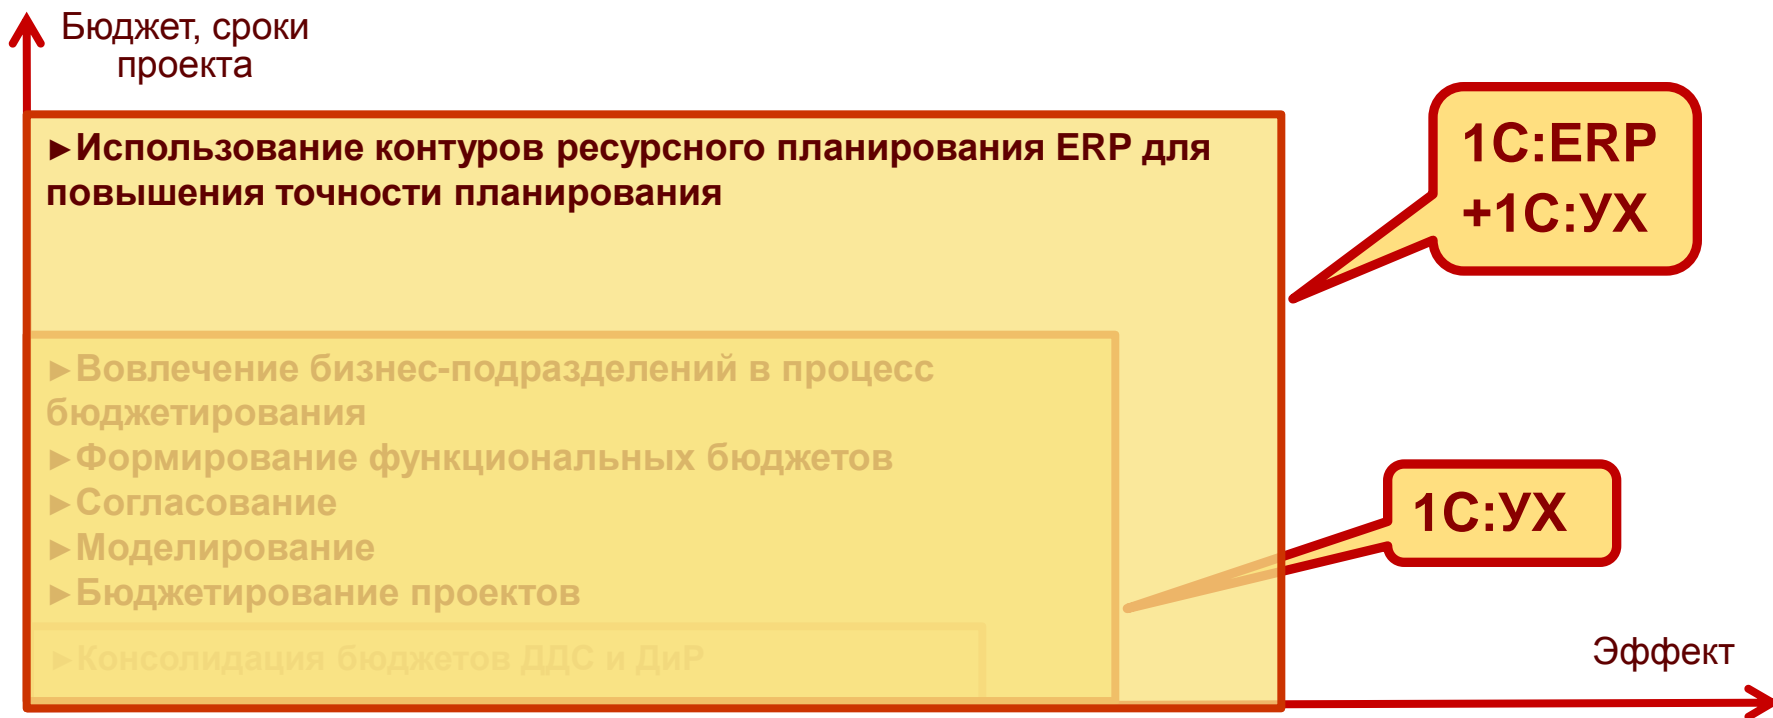 Бюджет, сроки
проекта
►Использование контуров ресурсного планирования ERP для
повышения точности планирования
1С:ERP
+1С:УХ
►Вовлечение бизнес-подразделений в процесс
бюджетирования
►Формирование функциональных бюджетов
►Согласование
►Моделирование
►Бюджетирование проектов
1С:УХ
►Консолидация бюджетов ДДС и ДиР
Эффект